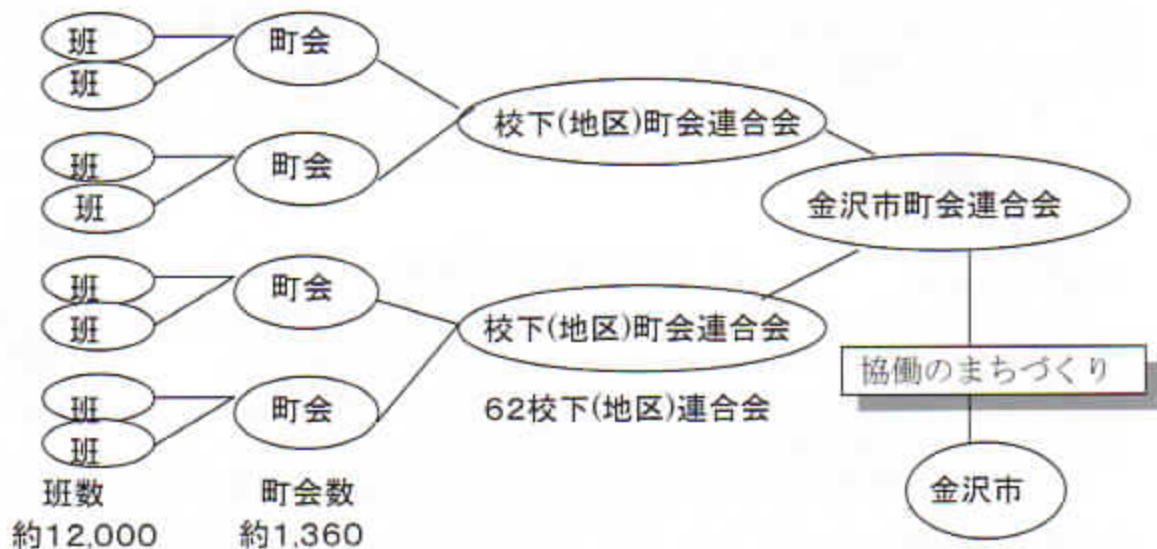 班
班
町会
班
班
町会
校下(地区)町会連合会
班
班
町会
班
班
町会
校下(地区)町会連合会
62校下(地区)連合会
金沢市町会連合会
協働のまちづくり
金沢市
班数
約12,000
町会数
約1,360